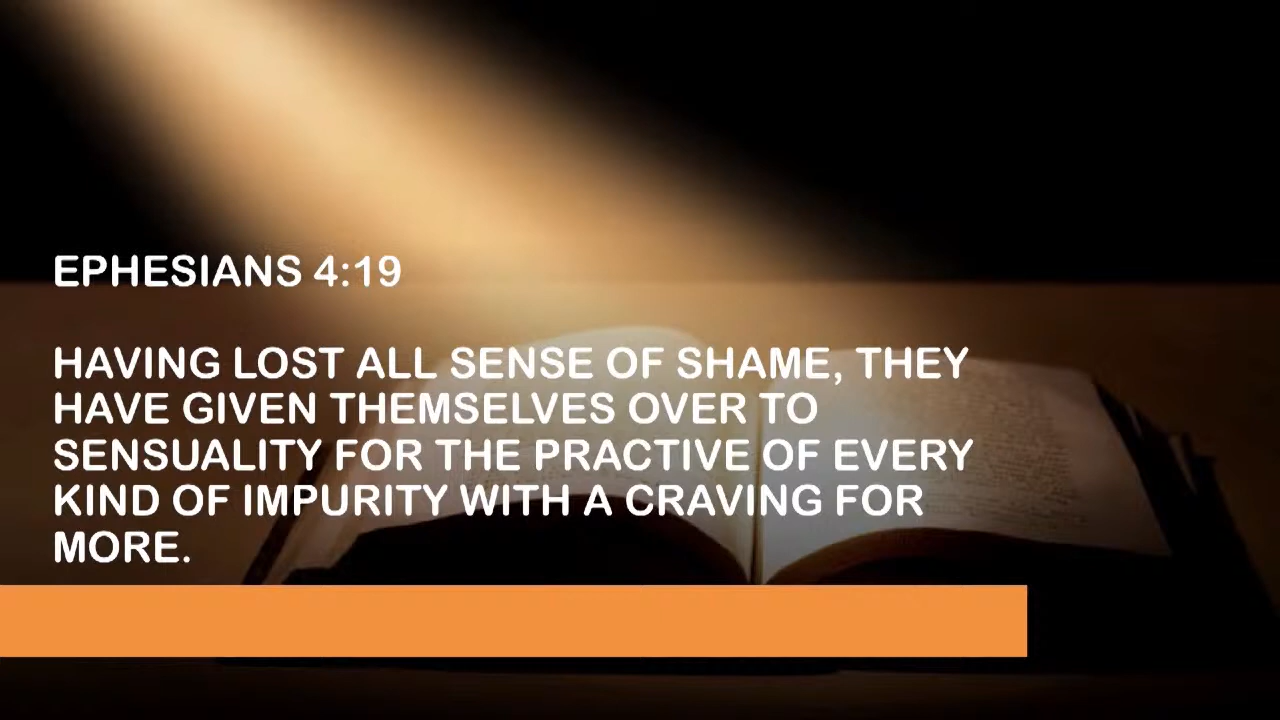 EPHESIANS 4:19
HAVING LOST ALL SENSE OF SHAME, THEY
HAVE GIVEN THEMSELVES OVER TO
SENSUALITY FOR THE PRACTIVE OF EVERY
KIND OF IMPURITY WITH A CRAVING FOR
MORE.